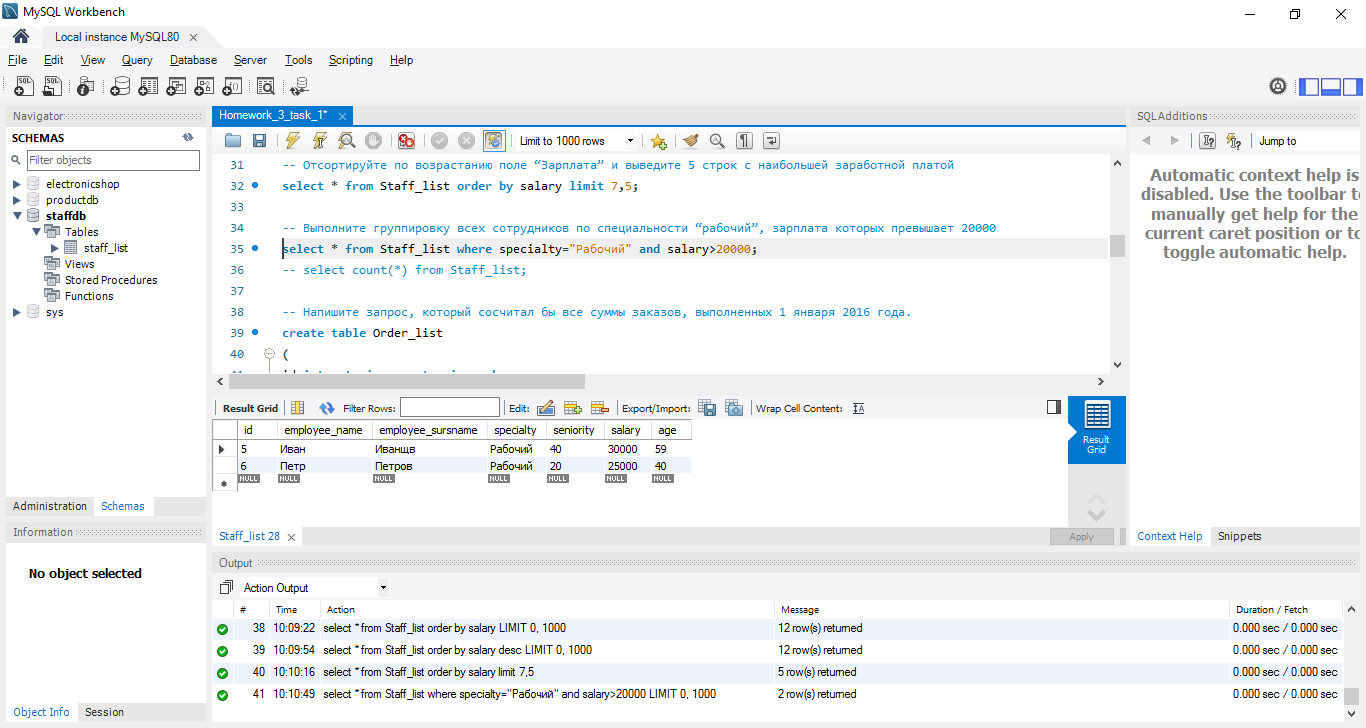 MySQL Workbench
Local instance MySQL80
File Edit View Query Database Server Tools Scripting Help
Navigator
SCHEMAS
Filter objects
electronicshop
productdb
staffdb
Tables
staff_list
Views
Stored Procedures
Functions
sys
Administration Schemas
Information
No object selected
Object Info Session
Homework_3_task_1*
Limit to 1000 rows
31 -- Отсортируйте по возрастанию поле “Зарплата” и выведите 5 строк с наибольшей заработной платой
32 select * from Staff_list order by salary limit 7,5;
33
34 -- Выполните группировку всех сотрудников по специальности “рабочий”, зарплата которых превышает 20000
35 select * from Staff_list where specialty="Рабочий" and salary>20000;
36 -- select count(*) from Staff_list;
37
38 -- Напишите запрос, который сосчитал бы все суммы заказов, выполненных 1 января 2016 года.
39 create table Order_list
40 (
Result Grid Filter Rows: Edit: Export/Import: Wrap Cell Content:
id employee_name employee_sursname specialty seniority salary age
5 Иван Иванщв Рабочий 40 30000 59
6 Петр Петров Рабочий 20 25000 40
NULL NULL NULL NULL NULL NULL NULL
Result
Grid
Staff_list 28
Apply
Output
Action Output
# Time Action Message Duration / Fetch
38 10:09:22 select * from Staff_list order by salary LIMIT 0, 1000 12 row(s) returned 0.000 sec / 0.000 sec
39 10:09:54 select * from Staff_list order by salary desc LIMIT 0, 1000 12 row(s) returned 0.000 sec / 0.000 sec
40 10:10:16 select * from Staff_list order by salary limit 7,5 5 row(s) returned 0.000 sec / 0.000 sec
41 10:10:49 select * from Staff_list where specialty="Рабочий" and salary>20000 LIMIT 0, 1000 2 row(s) returned 0.000 sec / 0.000 sec
SQLAdditions
Jump to
Automatic context help is
disabled. Use the toolbar to
manually get help for the
current caret position or to
toggle automatic help.
Context Help Snippets